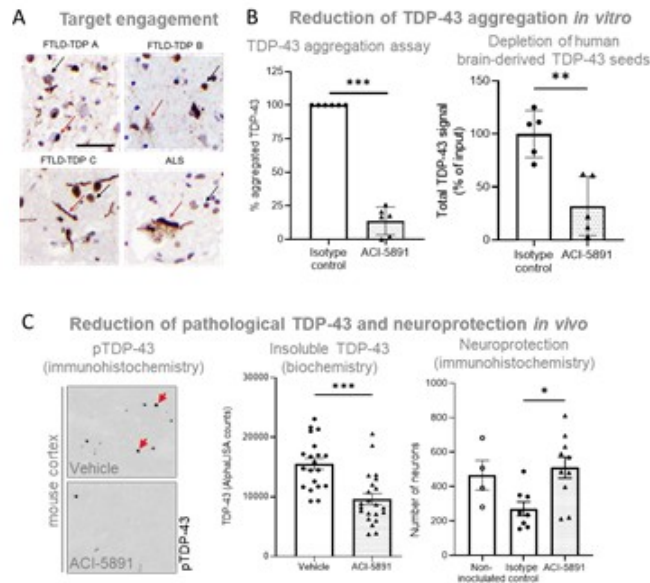 A Target engagement
FTLD-TDP A FTLD-TDP B
FTLD-TDP C ALS
B Reduction of TDP-43 aggregation in vitro
TDP-43 aggregation assay
% aggregated TDP-43
125
100
75
50
25
0
***
Isotype control
ACI-5891
Depletion of human
brain-derived TDP-43 seeds
Total TDP-43 signal
(% of input)
150
100
50
0
**
Isotype control
ACI-5891
C Reduction of pathological TDP-43 and neuroprotection in vivo
pTDP-43
(immunohistochemistry)
mouse cortex
Vehicle
ACI-5891
pTDP-43
Insoluble TDP-43
(biochemistry)
TDP-43 (AlphaLISA counts)
30000
20000
10000
0
***
Vehicle
ACI-5891
Neuroprotection
(immunohistochemistry)
Number of neurons
1000
800
600
400
200
0
*
Non-inoclulated
Isotype control
ACI-5891